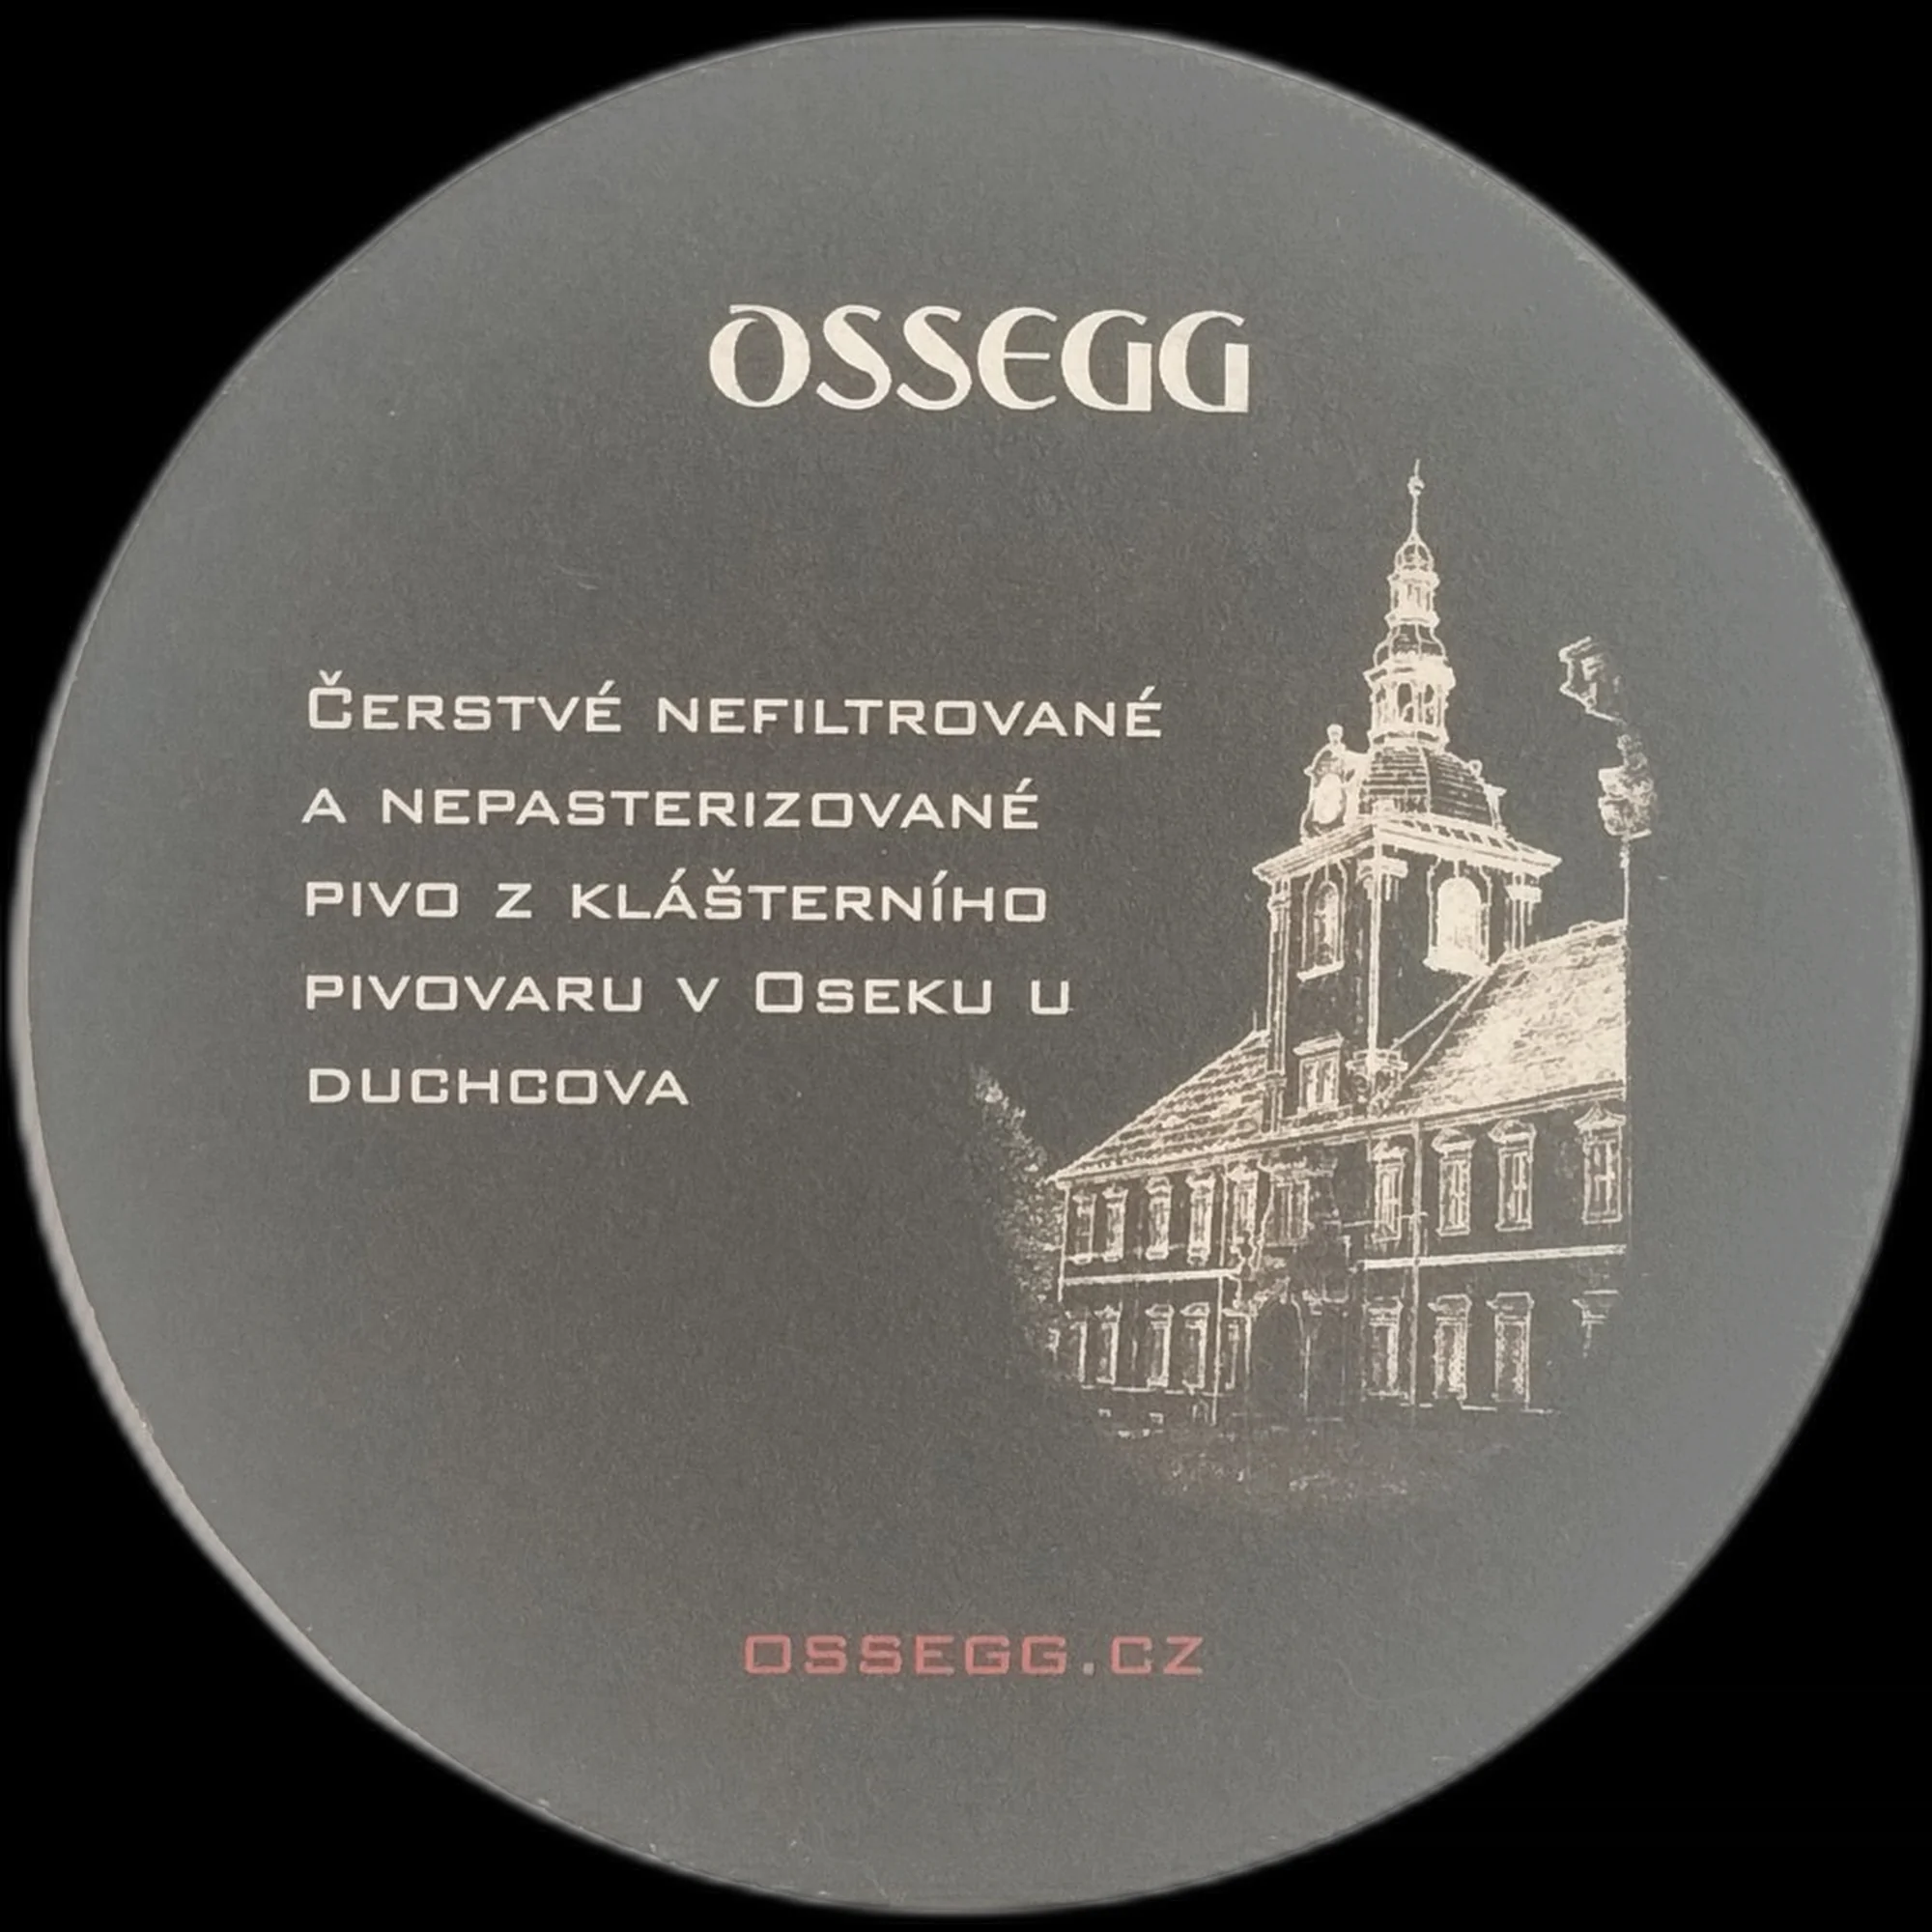 OSSEGG
ČERSTVÉ NEFILTROVANÉ
A NEPASTERIZOVANÉ
PIVO Z KLÁŠTERNÍHO
PIVOVARU V OSEKU U
DUCHCOVA
OSSEGG.CZ